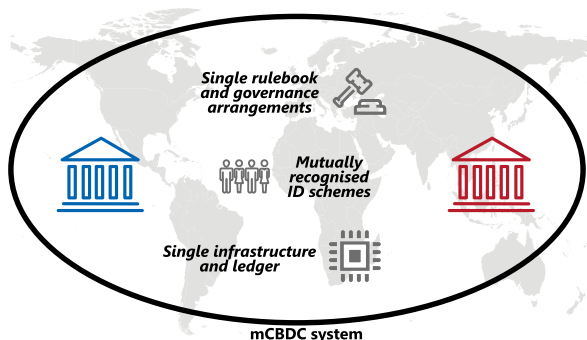 Single rulebook
and governance
arrangements
Mutually
recognised
ID schemes
Single infrastructure
and ledger
mCBDC system